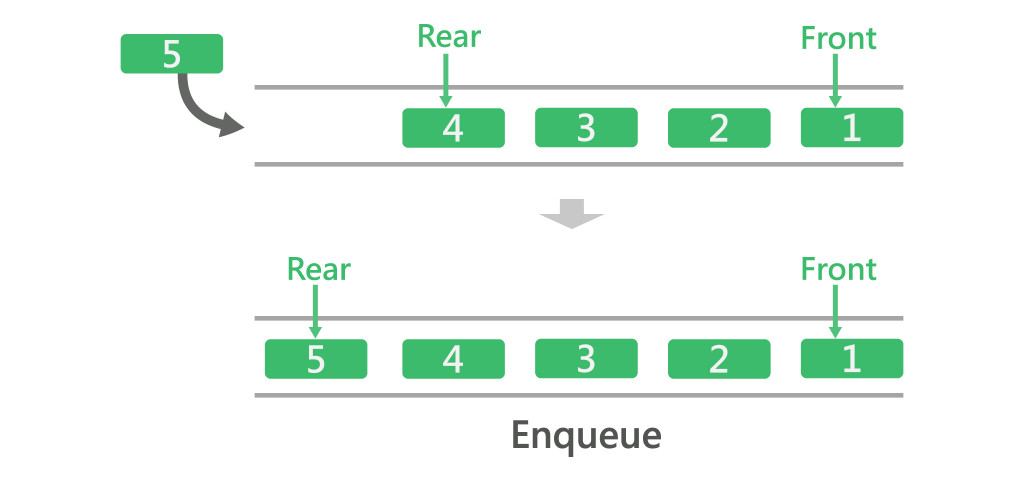 Rear Front
5
4 3 2 1
Rear Front
5 4 3 2 1
Enqueue